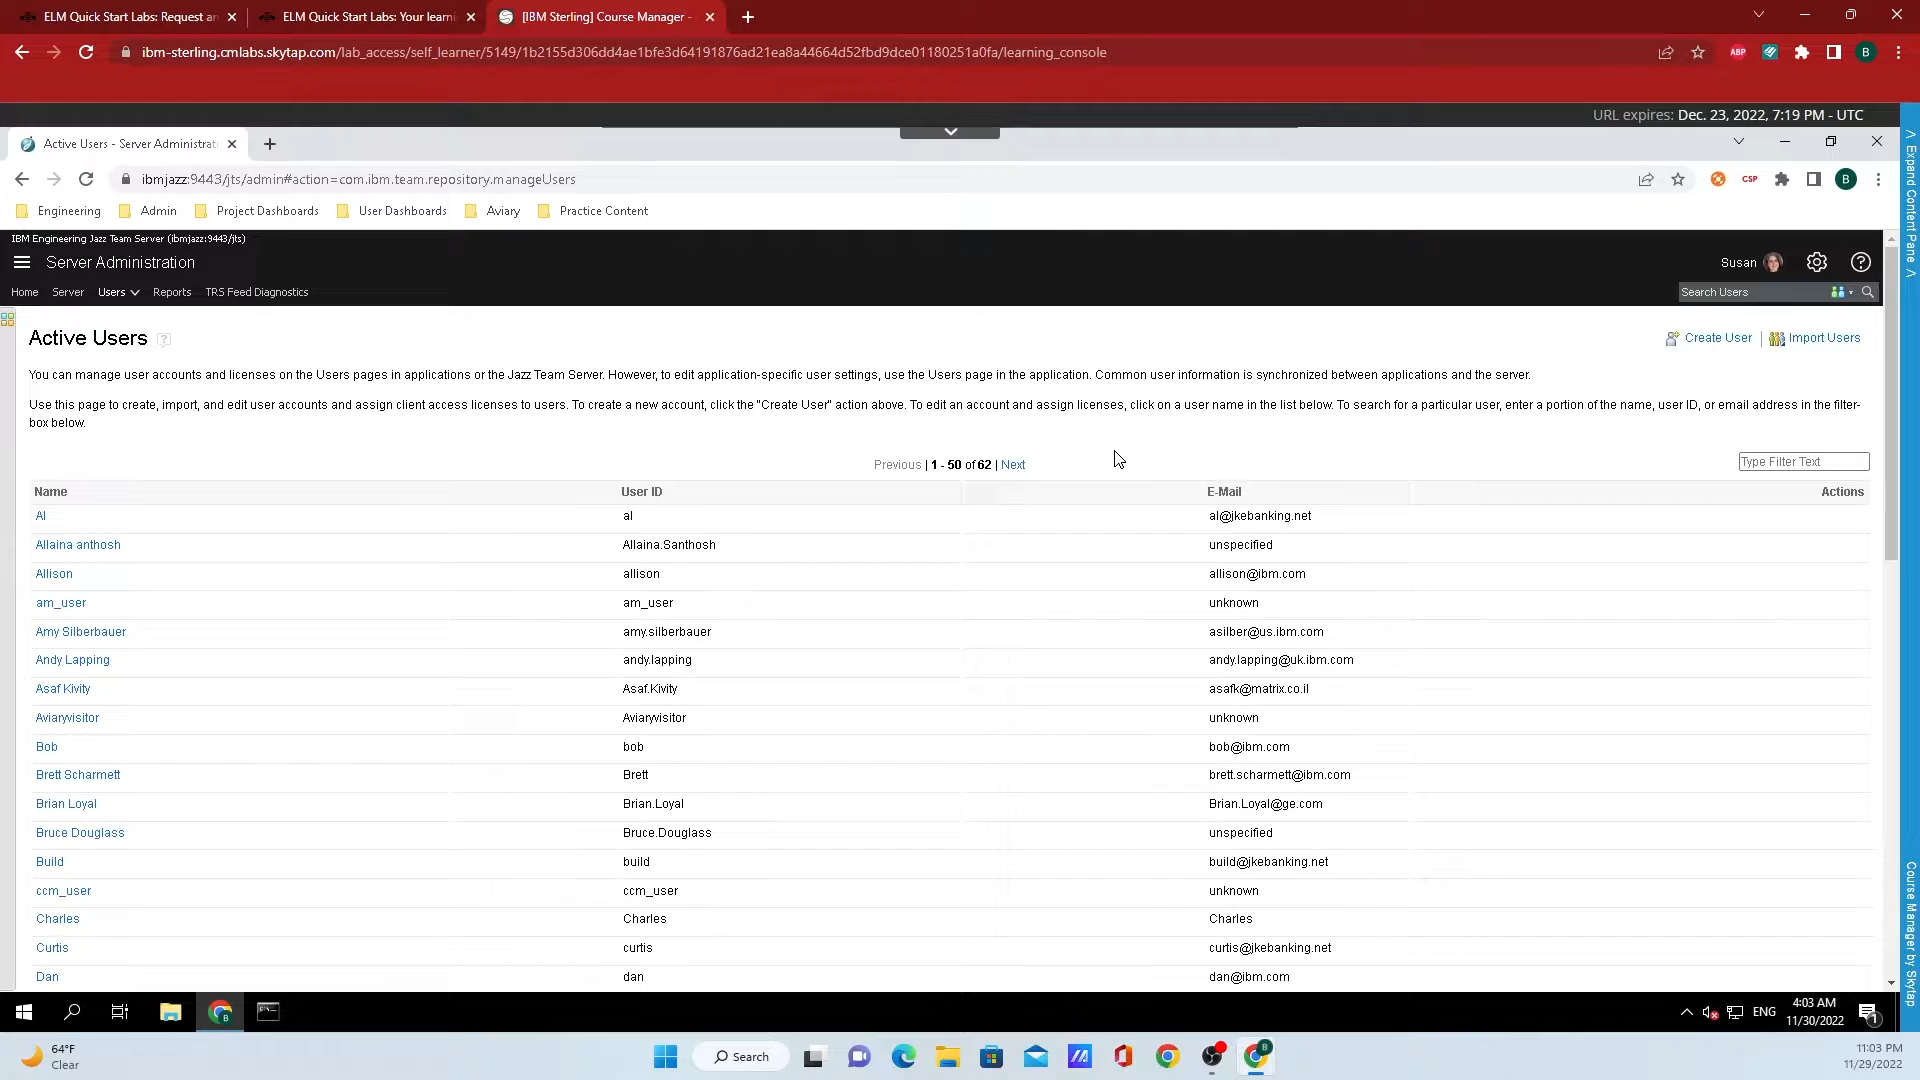 ELM Quick Start Labs: Request an
ELM Quick Start Labs: Your learni
[IBM Sterling] Course Manager -
ibm-sterling.cmlabs.skytap.com/lab_access/self_learner/5149/1b2155d306dd4ae1bfe3d64191876ad21ea8a44664d52fbd9dce01180251a0fa/learning_console
ABP
B
URL expires: Dec. 23, 2022, 7:19 PM - UTC
Active Users - Server Administrat
ibmjazz:9443/jts/admin#action=com.ibm.team.repository.manageUsers
CSP
B
Engineering Admin Project Dashboards User Dashboards Aviary Practice Content
< Expand Content Pane <
IBM Engineering Jazz Team Server (ibmjazz:9443/jts)
Server Administration
Susan
Home Server Users Reports TRS Feed Diagnostics
Search Users
Active Users ?
Create User | Import Users
You can manage user accounts and licenses on the Users pages in applications or the Jazz Team Server. However, to edit application-specific user settings, use the Users page in the application. Common user information is synchronized between applications and the server.
Use this page to create, import, and edit user accounts and assign client access licenses to users. To create a new account, click the "Create User" action above. To edit an account and assign licenses, click on a user name in the list below. To search for a particular user, enter a portion of the name, user ID, or email address in the filter-
box below.
Previous | 1 - 50 of 62 | Next
Type Filter Text
Name User ID E-Mail Actions
Al al al@jkebanking.net
Allaina anthosh Allaina.Santhosh unspecified
Allison allison allison@ibm.com
am_user am_user unknown
Amy Silberbauer amy.silberbauer asilber@us.ibm.com
Andy Lapping andy.lapping andy.lapping@uk.ibm.com
Asaf Kivity Asaf.Kivity asafk@matrix.co.il
Aviaryvisitor Aviaryvisitor unknown
Bob bob bob@ibm.com
Brett Scharmett Brett brett.scharmett@ibm.com
Brian Loyal Brian.Loyal Brian.Loyal@ge.com
Bruce Douglass Bruce.Douglass unspecified
Build build build@jkebanking.net
ccm_user ccm_user unknown
Charles Charles Charles
Curtis curtis curtis@jkebanking.net
Dan dan dan@ibm.com
Course Manager by Skytap
B
ENG
4:03 AM
11/30/2022
1
64°F
Clear
Search
B
11:03 PM
11/29/2022